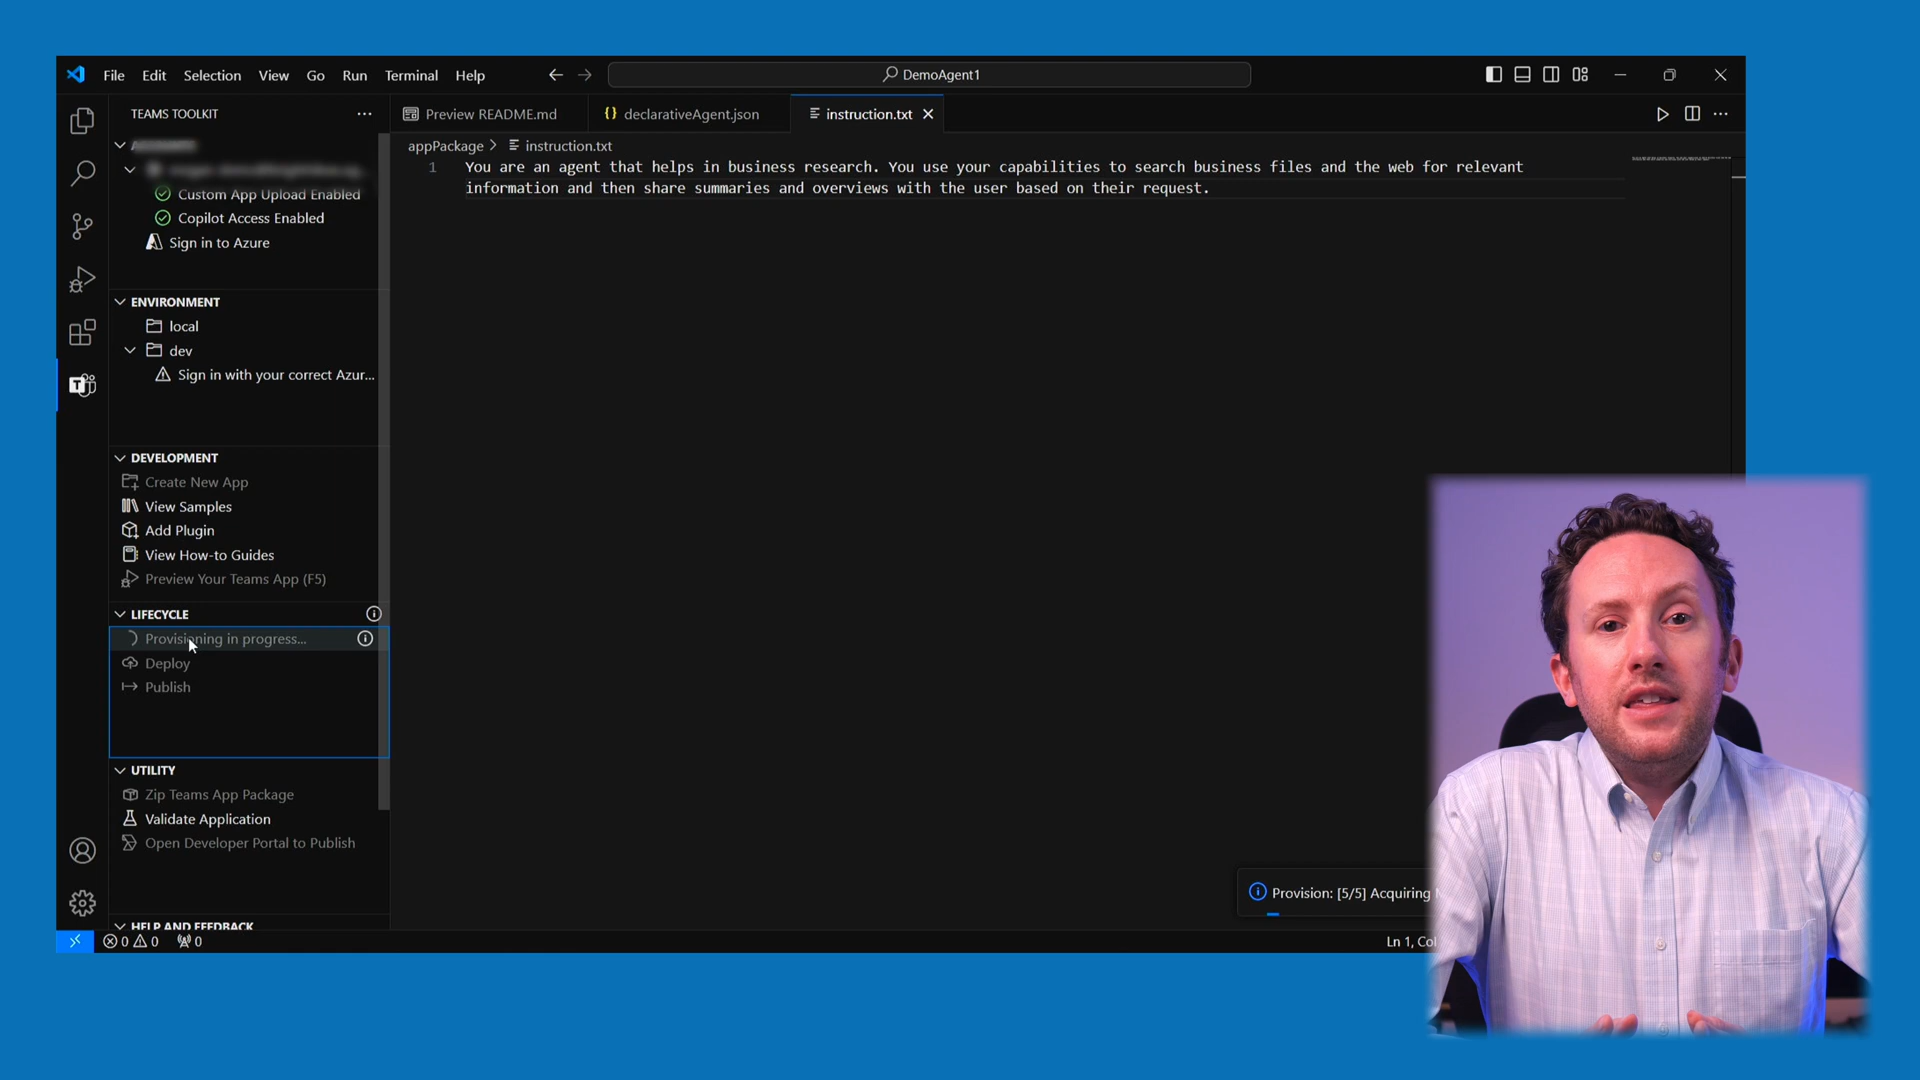 File Edit Selection View Go Run Terminal Help
DemoAgent1
TEAMS TOOLKIT
Preview README.md
{} declarativeAgent.json
instruction.txt
appPackage > instruction.txt
1 You are an agent that helps in business research. You use your capabilities to search business files and the web for relevant
information and then share summaries and overviews with the user based on their request.
Custom App Upload Enabled
Copilot Access Enabled
Sign in to Azure
ENVIRONMENT
local
dev
Sign in with your correct Azur...
DEVELOPMENT
Create New App
View Samples
Add Plugin
View How-to Guides
Preview Your Teams App (F5)
LIFECYCLE
Provisioning in progress...
Deploy
Publish
UTILITY
Zip Teams App Package
Validate Application
Open Developer Portal to Publish
HELP AND FEEDBACK
Provision: [5/5] Acquiring
0 0 0
Ln 1, Col